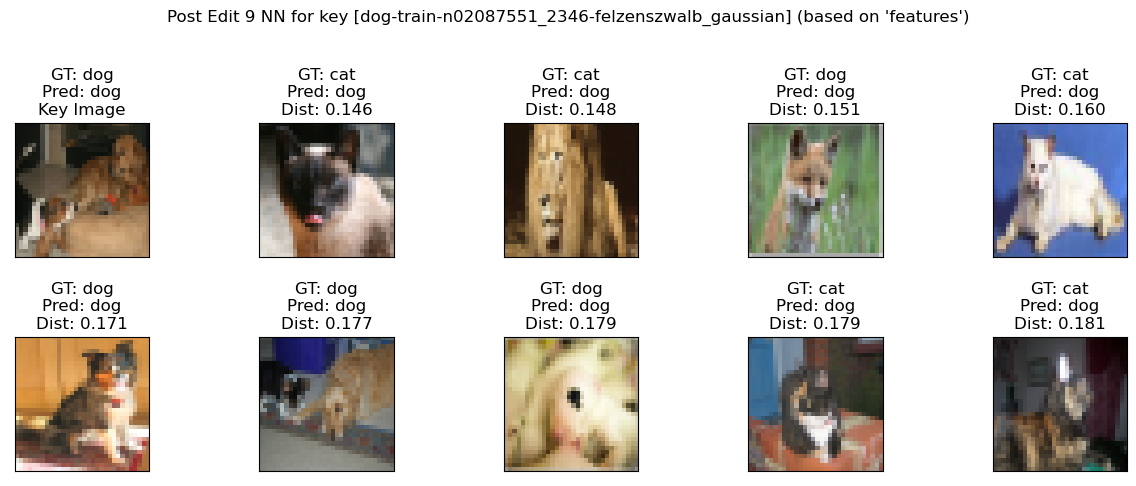 Post Edit 9 NN for key [dog-train-n02087551_2346-felzenszwalb_gaussian] (based on 'features')
GT: dog
Pred: dog
Key Image
GT: cat
Pred: dog
Dist: 0.146
GT: cat
Pred: dog
Dist: 0.148
GT: dog
Pred: dog
Dist: 0.151
GT: cat
Pred: dog
Dist: 0.160
GT: dog
Pred: dog
Dist: 0.171
GT: dog
Pred: dog
Dist: 0.177
GT: dog
Pred: dog
Dist: 0.179
GT: cat
Pred: dog
Dist: 0.179
GT: cat
Pred: dog
Dist: 0.181